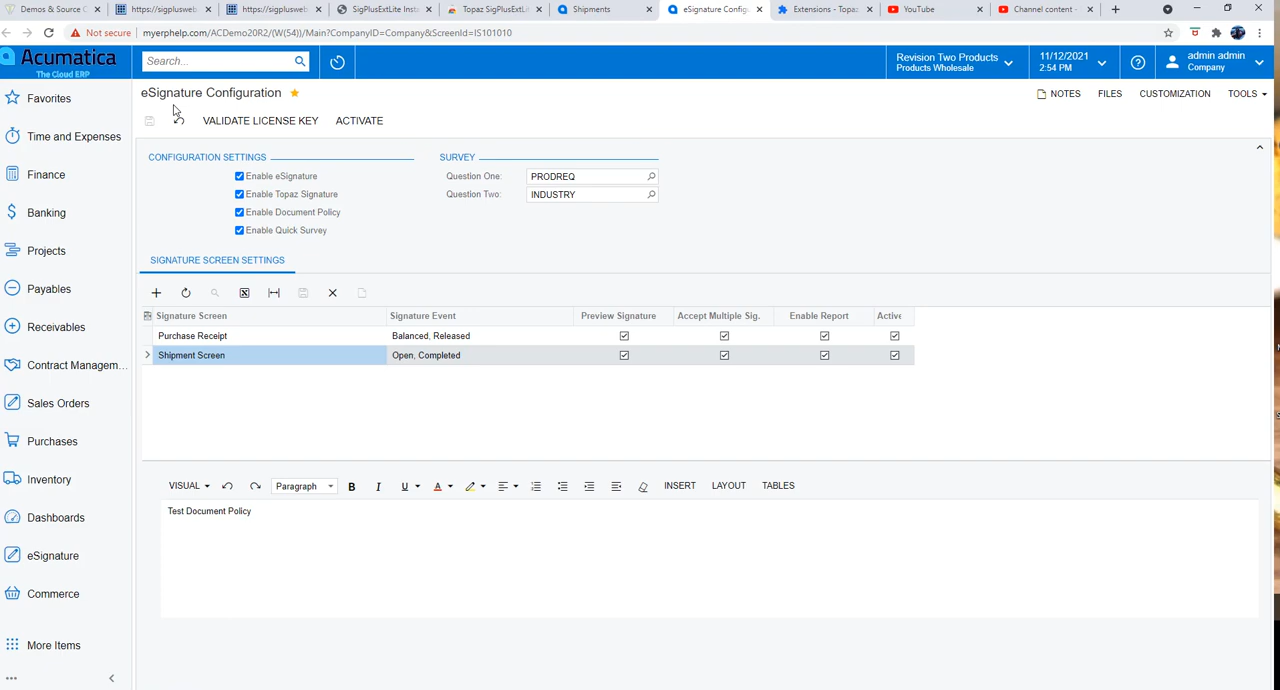 Demos & Source C
https://sigplusweb
https://sigplusweb
SigPlusExtLite Inst
Topaz SigPlusExtLi
Shipments
eSignature Config
Extensions - Topaz
YouTube
Channel content -
Not secure
myerphelp.com/ACDemo20R2/(W(54))/Main?CompanyID=Company&ScreenId=IS101010
Acumatica
The Cloud ERP
Search...
Revision Two Products
Products Wholesale
11/12/2021
2:54 PM
admin admin
Company
Favorites
Time and Expenses
Finance
Banking
Projects
Payables
Receivables
Contract Managem...
Sales Orders
Purchases
Inventory
Dashboards
eSignature
Commerce
More Items
eSignature Configuration
NOTES FILES CUSTOMIZATION TOOLS
VALIDATE LICENSE KEY ACTIVATE
CONFIGURATION SETTINGS
Enable eSignature
Enable Topaz Signature
Enable Document Policy
Enable Quick Survey
SURVEY
Question One: PRODREQ
Question Two: INDUSTRY
SIGNATURE SCREEN SETTINGS
Signature Screen Signature Event Preview Signature Accept Multiple Sig. Enable Report Active
Purchase Receipt Balanced, Released
Shipment Screen Open, Completed
VISUAL Paragraph B I U A INSERT LAYOUT TABLES
Test Document Policy